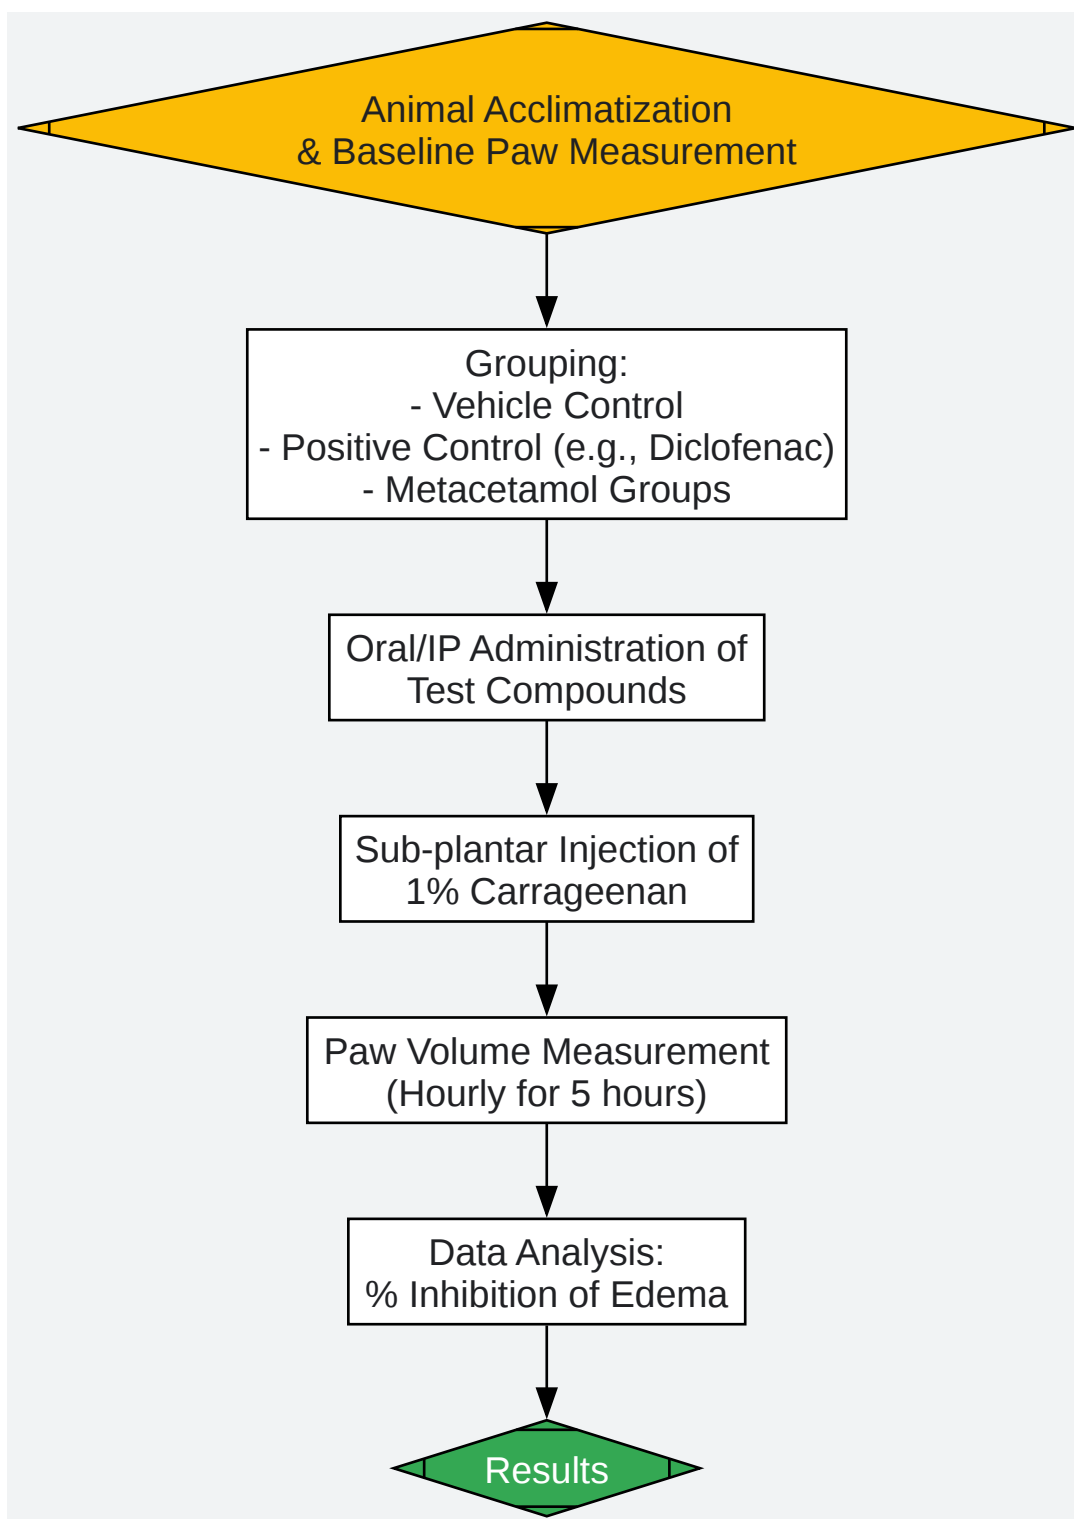 Animal Acclimatization
& Baseline Paw Measurement
Grouping:
- Vehicle Control
- Positive Control (e.g., Diclofenac)
- Metacetamol Groups
Oral/IP Administration of
Test Compounds
Sub-plantar Injection of
1% Carrageenan
Paw Volume Measurement
(Hourly for 5 hours)
Data Analysis:
% Inhibition of Edema
Results